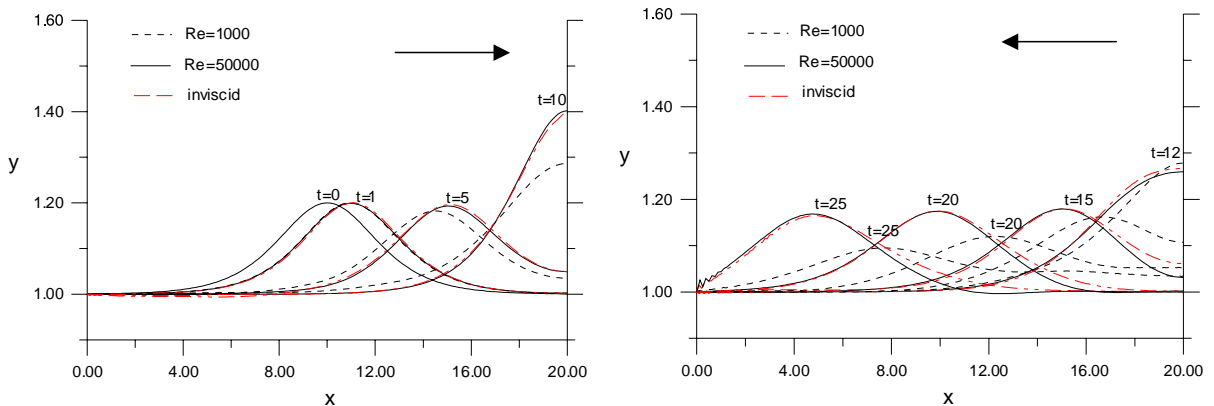 1.60
Re=1000
Re=50000
inviscid
t=10
1.40
y
1.20
t=0
t=1
t=5
1.00
0.00
4.00
8.00
12.00
16.00
20.00
x
1.60
Re=1000
Re=50000
inviscid
1.40
y
t=12
1.20
t=25
t=20
t=15
t=25
t=20
1.00
0.00
4.00
8.00
12.00
16.00
20.00
x